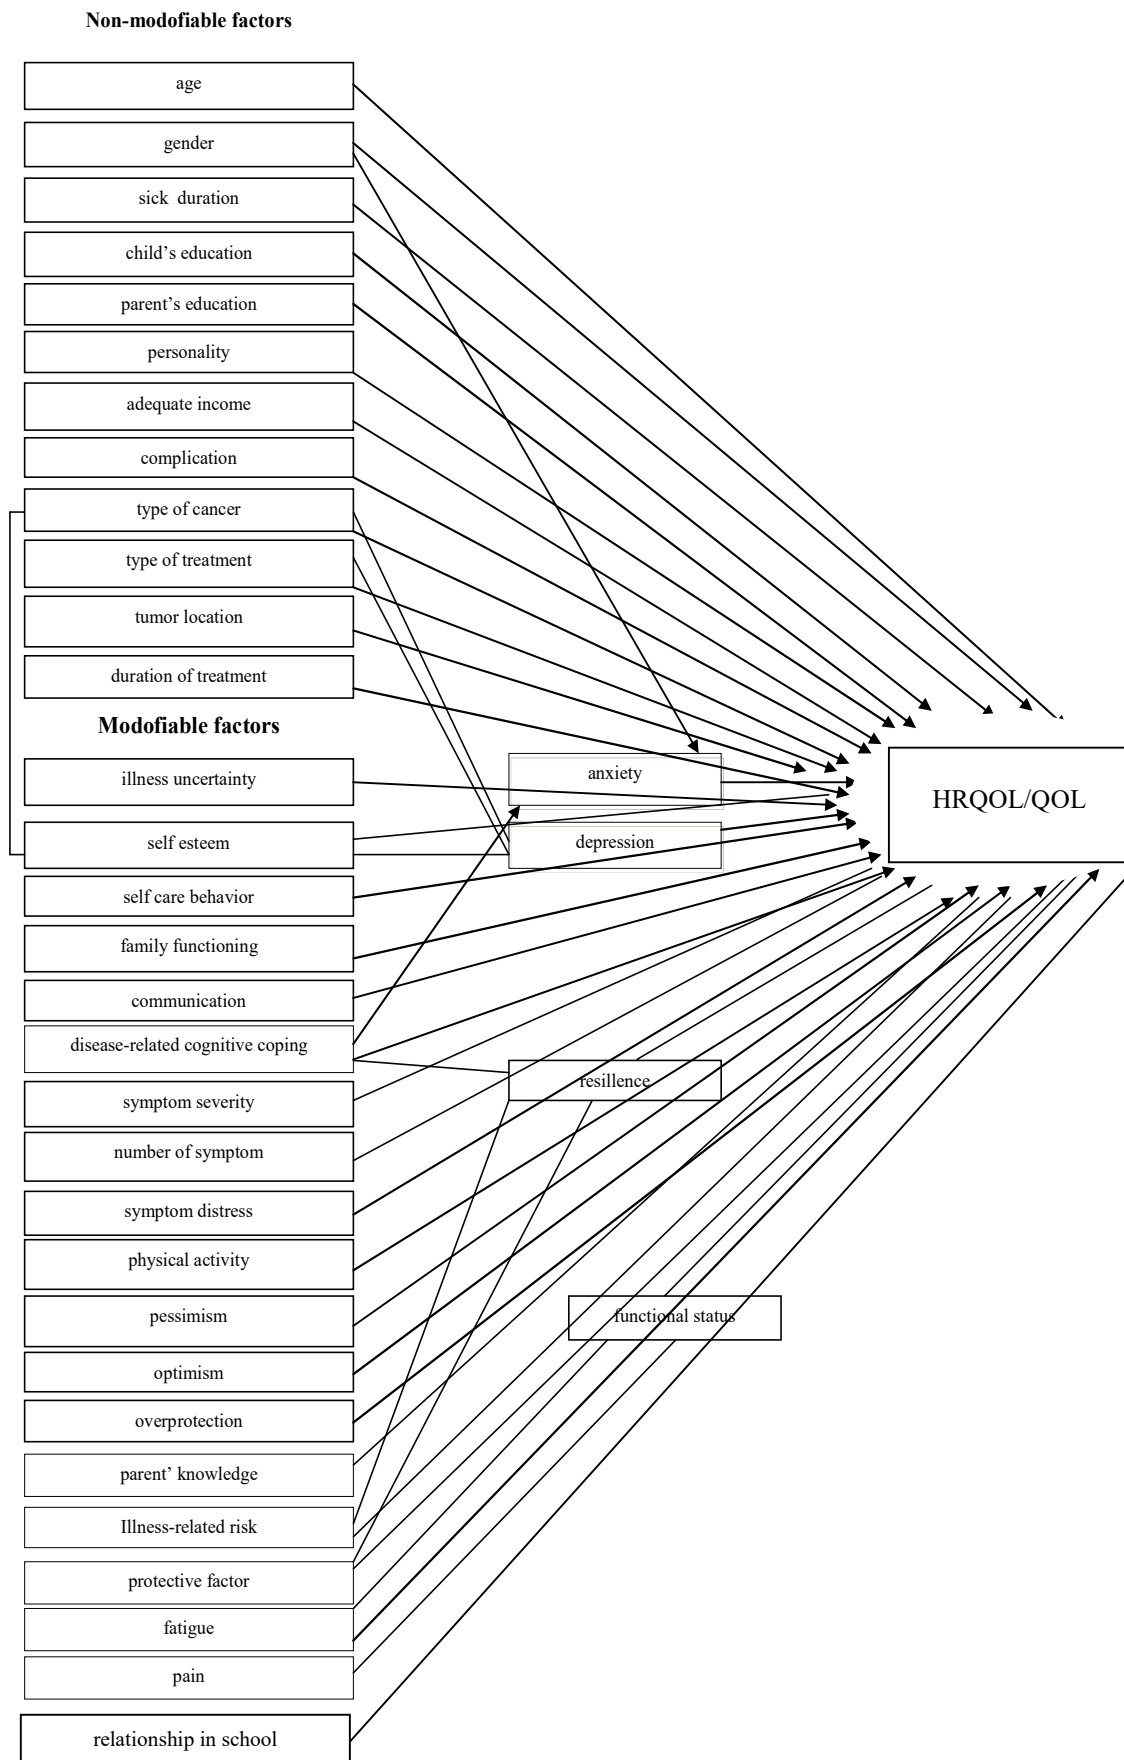 Non-modofiable factors
age
gender
sick duration
child’s education
parent’s education
personality
adequate income
complication
type of cancer
type of treatment
tumor location
duration of treatment
Modofiable factors
illness uncertainty
anxiety
HRQOL/QOL
self esteem
depression
self care behavior
family functioning
communication
disease-related cognitive coping
resillence
symptom severity
number of symptom
symptom distress
physical activity
pessimism
functional status
optimism
overprotection
parent’ knowledge
Illness-related risk
protective factor
fatigue
pain
relationship in school